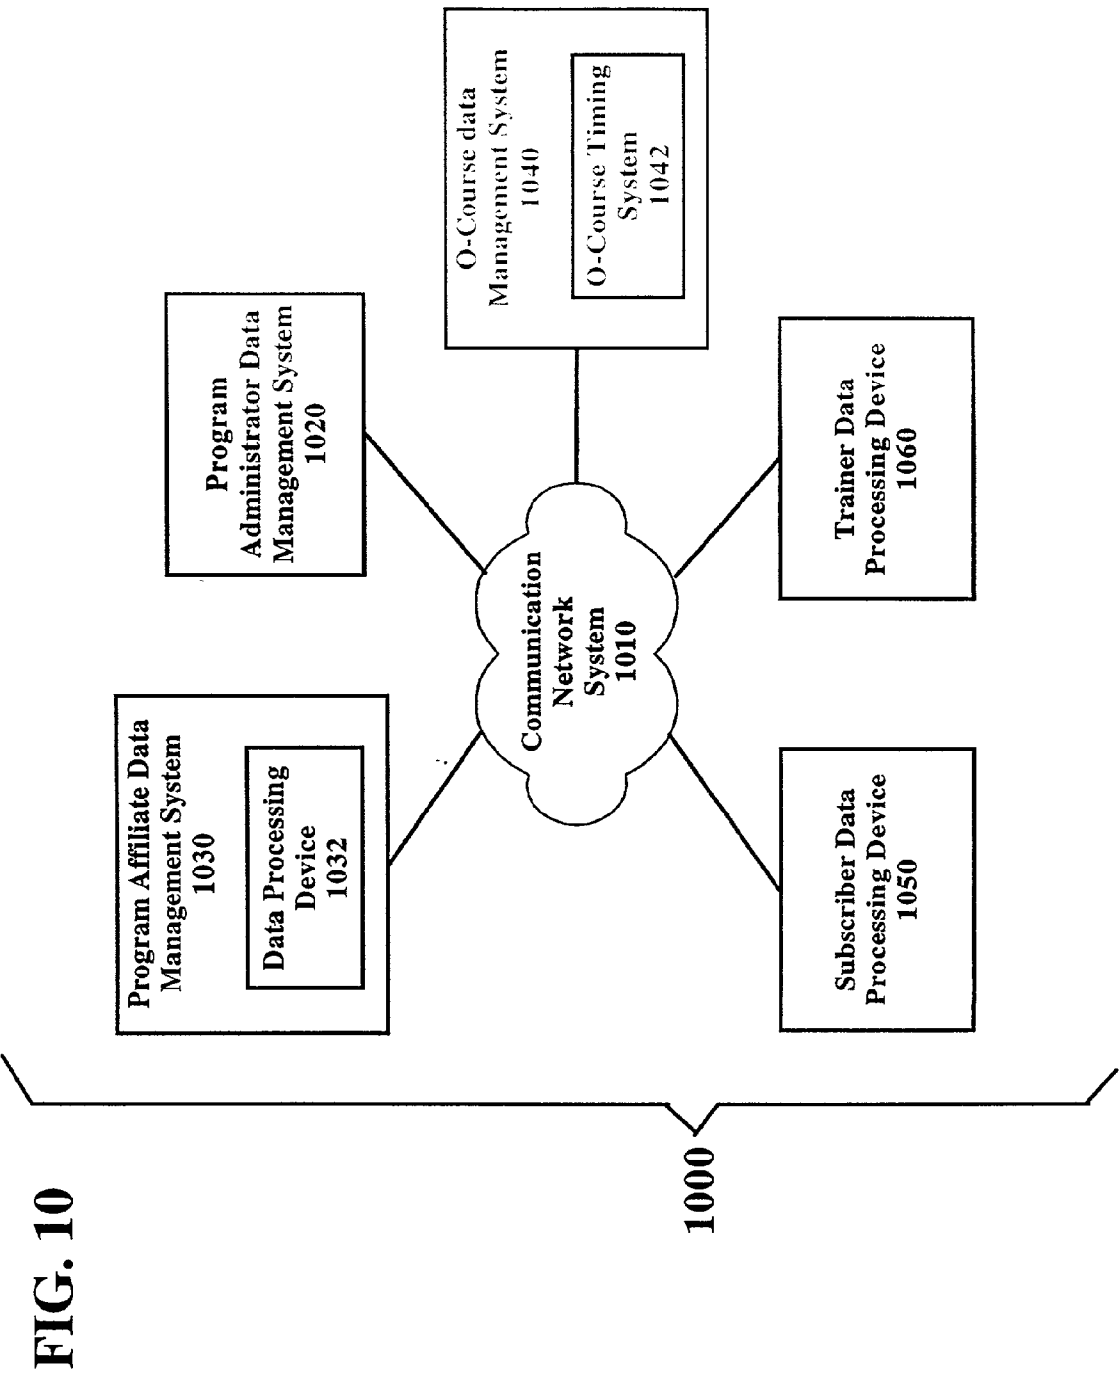 FIG. 10
1000
Program Affiliate Data
Management System
1030
Data Processing
Device
1032
Program
Administrator Data
Management System
1020
O-Course data
Management System
1040
O-Course Timing
System
1042
Communication
Network
System
1010
Subscriber Data
Processing Device
1050
Trainer Data
Processing Device
1060